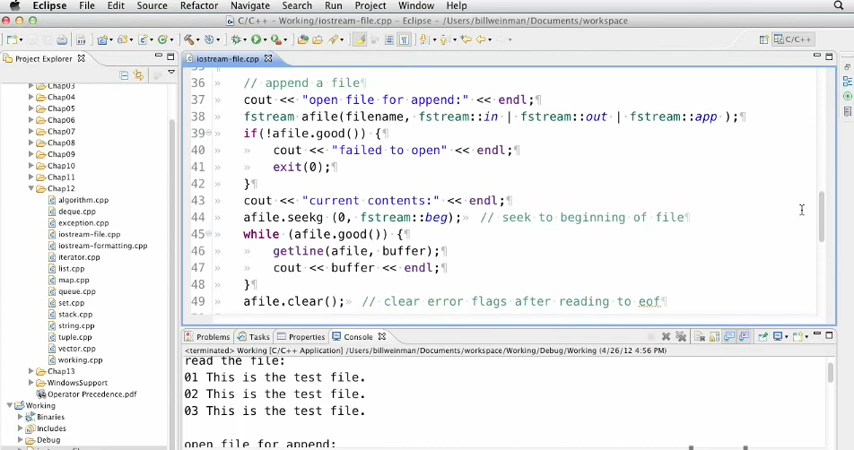 Eclipse File Edit Source Refactor Navigate Search Run Project Window Help
C/C++ - Working/iostream-file.cpp - Eclipse - /Users/billweinman/Documents/workspace
C/C++
Project Explorer
iostream-file.cpp
Chap03
Chap04
Chap05
Chap06
Chap07
Chap08
Chap09
Chap10
Chap11
Chap12
algorithm.cpp
deque.cpp
exception.cpp
iostream-file.cpp
iostream-formatting.cpp
iterator.cpp
list.cpp
map.cpp
queue.cpp
set.cpp
stack.cpp
string.cpp
tuple.cpp
vector.cpp
working.cpp
Chap13
WindowsSupport
Operator Precedence.pdf
Working
Binaries
Includes
Debug
36 // append a file
37 cout << "open file for append:" << endl;
38 fstream afile(filename, fstream::in | fstream::out | fstream::app );
39 if(!afile.good()) {
40 cout << "failed to open" << endl;
41 exit(0);
42 }
43 cout << "current contents:" << endl;
44 afile.seekg (0, fstream::beg); // seek to beginning of file
45 while (afile.good()) {
46 getline(afile, buffer);
47 cout << buffer << endl;
48 }
49 afile.clear(); // clear error flags after reading to eof
Problems Tasks Properties Console
<terminated> Working [C/C++ Application] /Users/billweinman/Documents/workspace/Working/Debug/Working (4/26/12 4:56 PM)
read the file:
01 This is the test file.
02 This is the test file.
03 This is the test file.
open file for append: